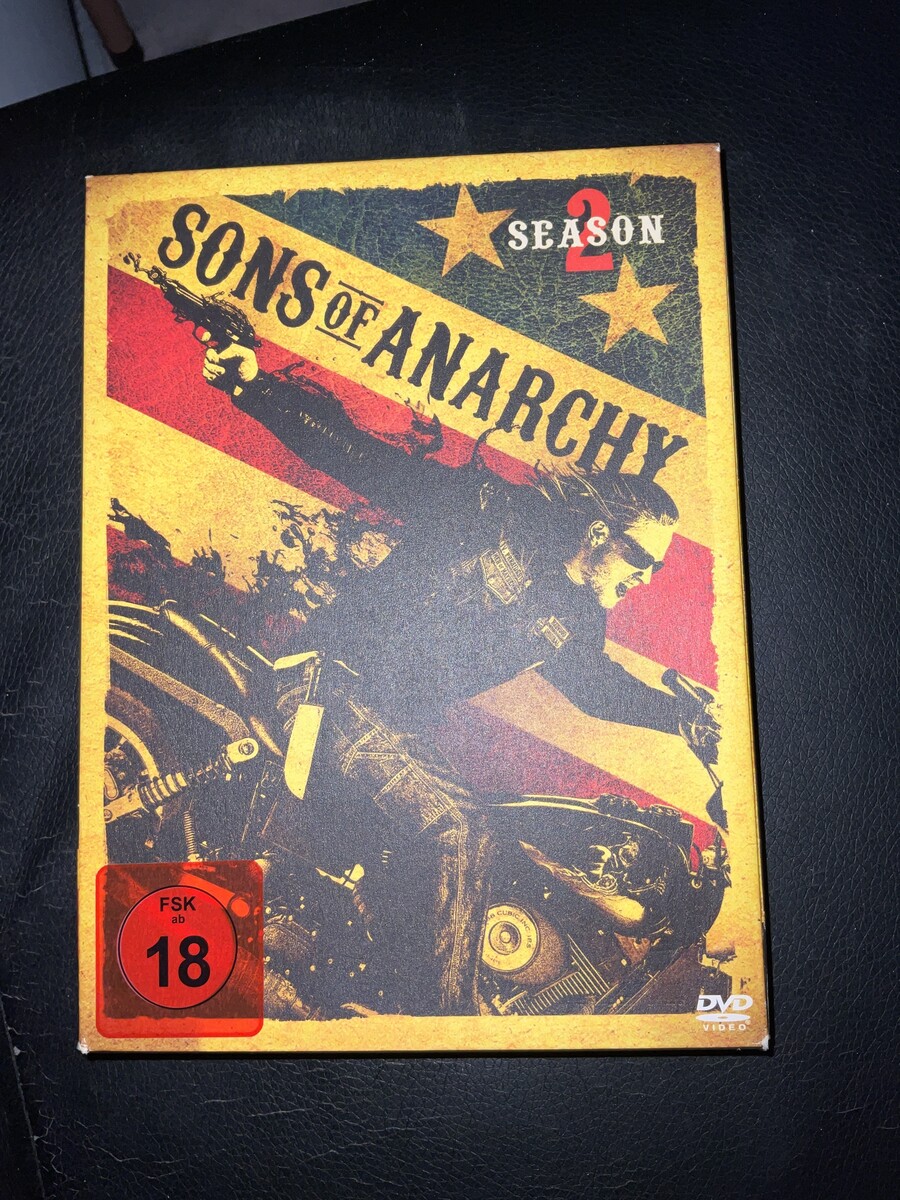 SEASON 2
SONS OF ANARCHY
FSK
ab
18
DVD
VIDEO